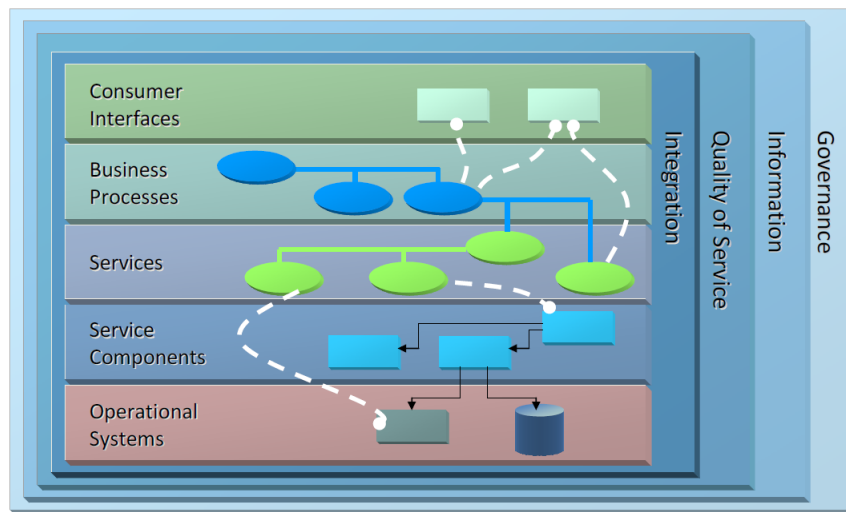 Consumer
Interfaces
Business
Processes
Services
Service
Components
Operational
Systems
Integration
Quality of Service
Information
Governance